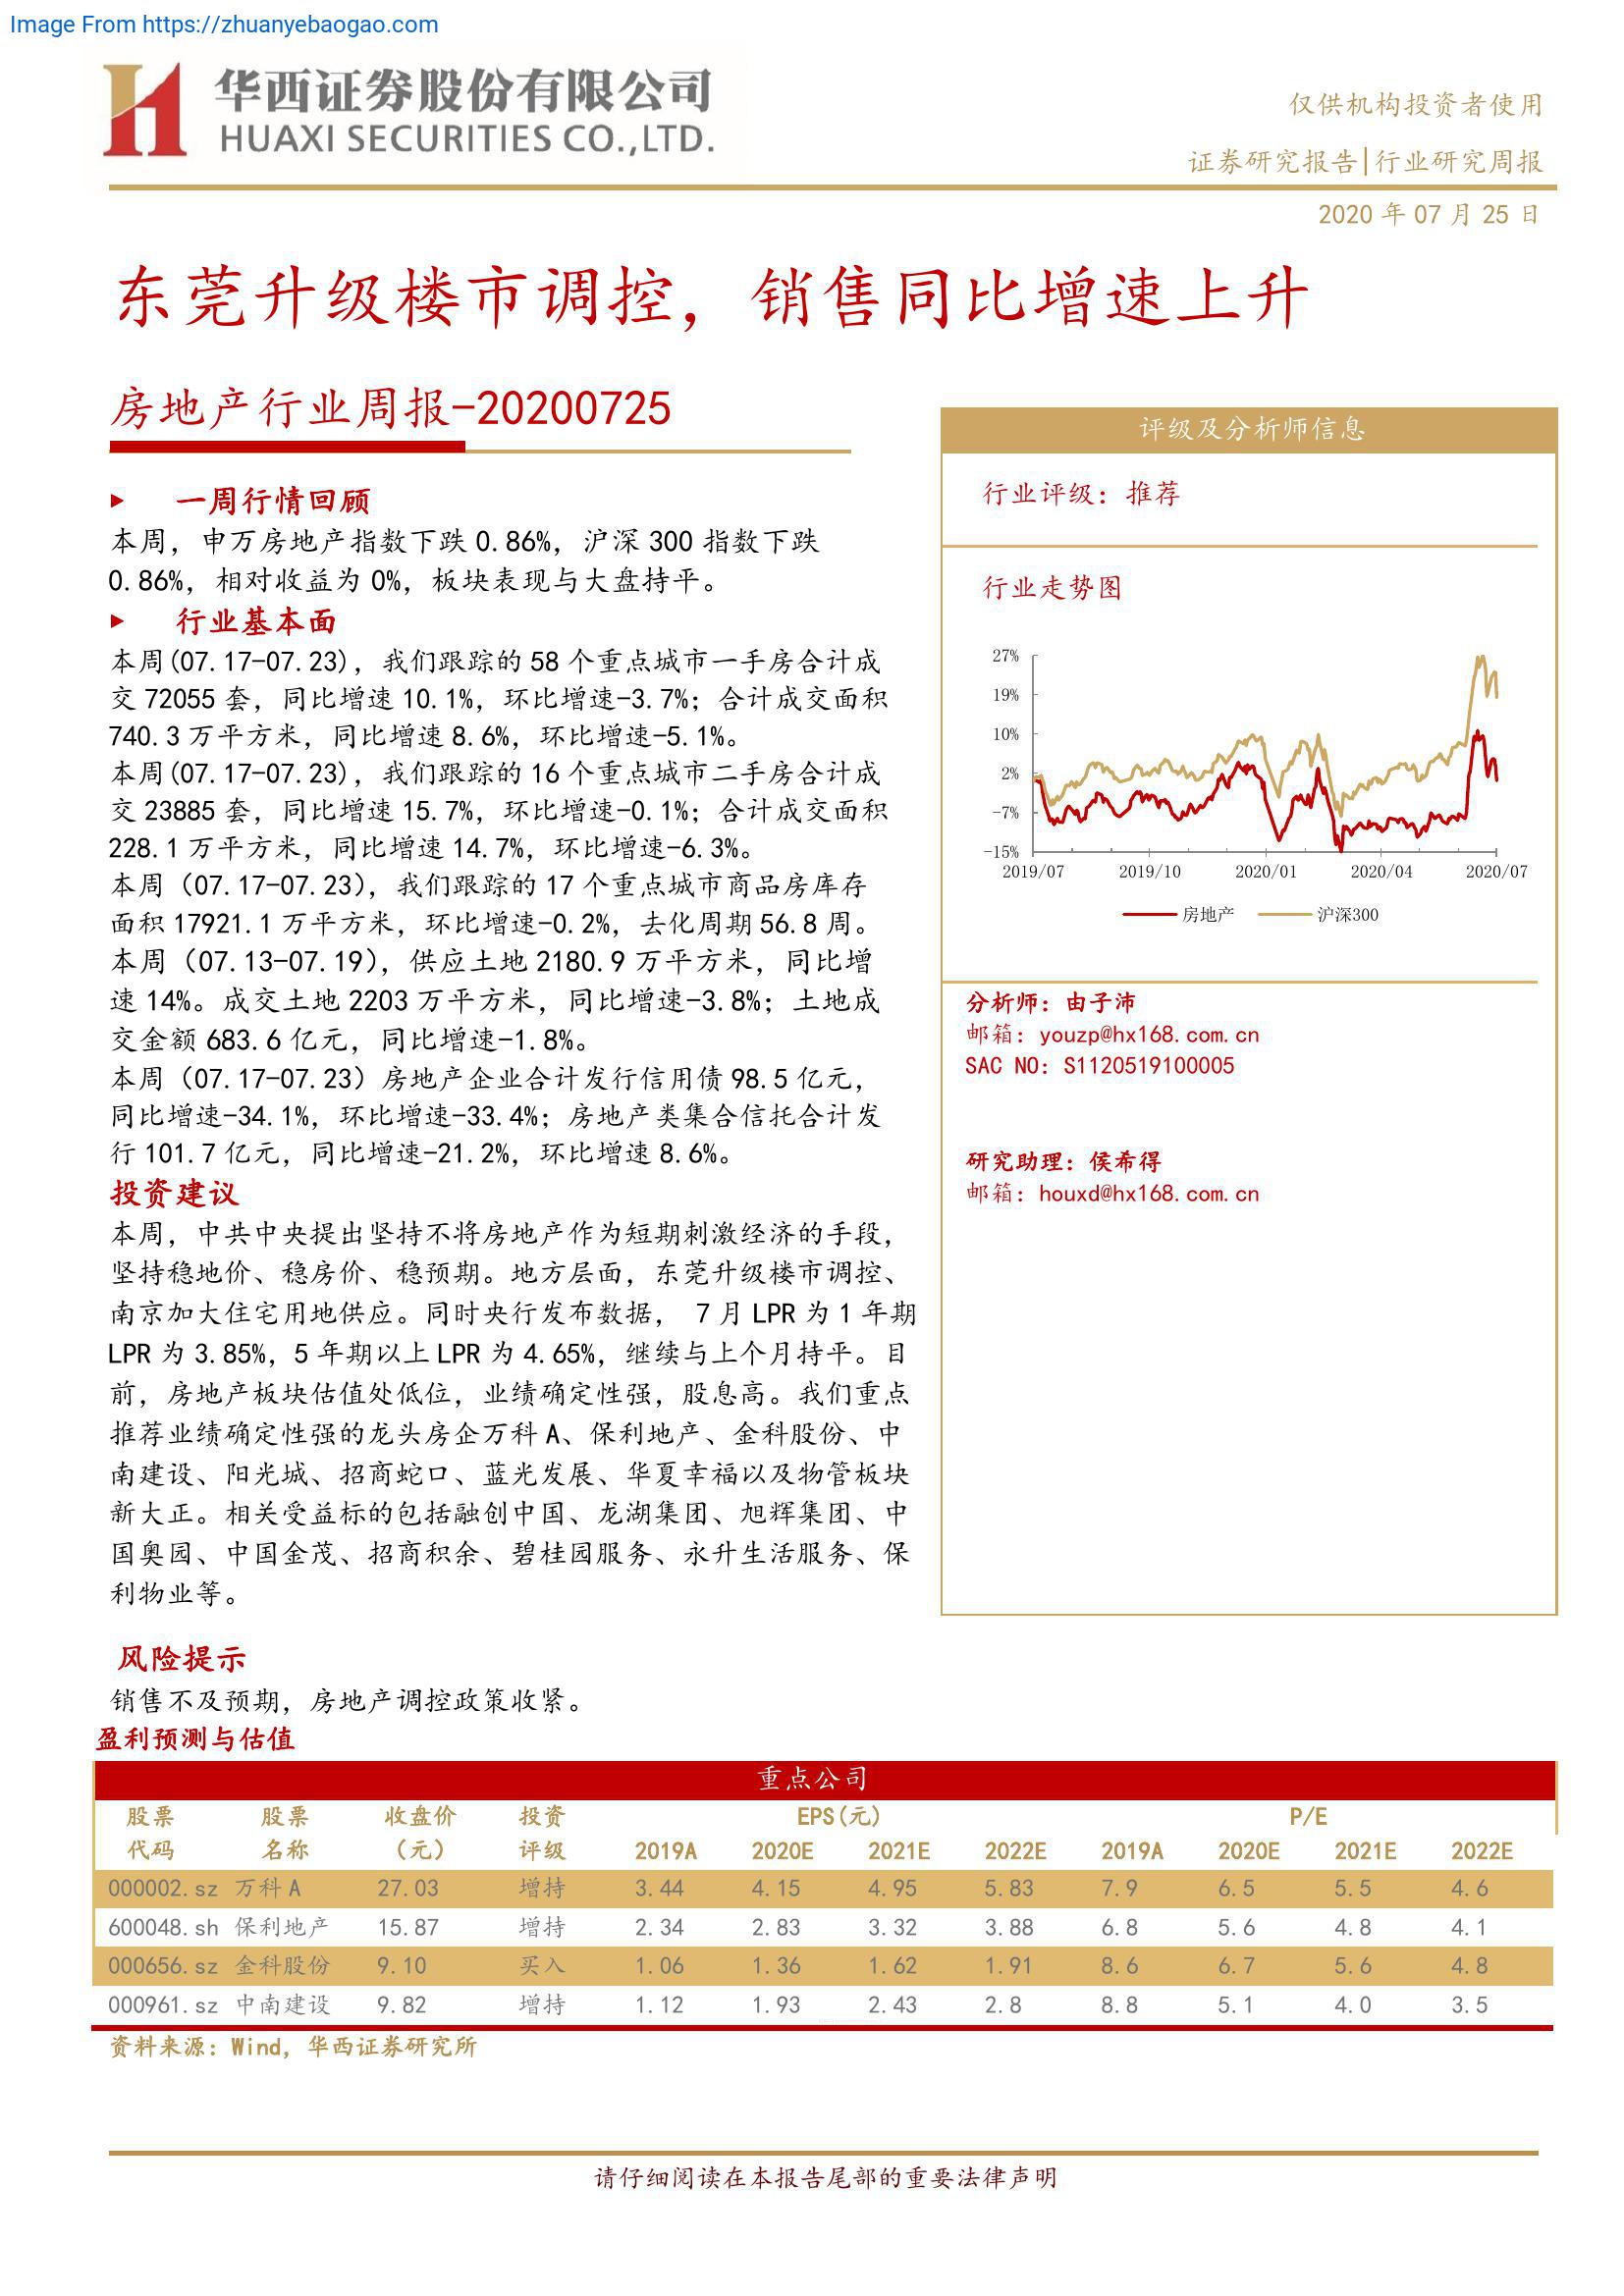 Image From https://zhuanyebaogao.com
华西证券股份有限公司
HUAXI SECURITIES CO.,LTD.
仅供机构投资者使用
证券研究报告|行业研究周报
2020 年 07 月 25 日
东莞升级楼市调控，销售同比增速上升
房地产行业周报-20200725
一周行情回顾
本周，申万房地产指数下跌 0.86%，沪深 300 指数下跌
0.86%，相对收益为 0%，板块表现与大盘持平。
行业基本面
本周(07.17-07.23)，我们跟踪的 58 个重点城市一手房合计成
交 72055 套，同比增速 10.1%，环比增速-3.7%；合计成交面积
740.3 万平方米，同比增速 8.6%，环比增速-5.1%。
本周(07.17-07.23)，我们跟踪的 16 个重点城市二手房合计成
交 23885 套，同比增速 15.7%，环比增速-0.1%；合计成交面积
228.1 万平方米，同比增速 14.7%，环比增速-6.3%。
本周（07.17-07.23)，我们跟踪的 17 个重点城市商品房库存
面积 17921.1 万平方米，环比增速-0.2%，去化周期 56.8 周。
本周（07.13-07.19)，供应土地 2180.9 万平方米，同比增
速 14%。成交土地 2203 万平方米，同比增速-3.8%；土地成
交金额 683.6 亿元，同比增速-1.8%。
本周（07.17-07.23）房地产企业合计发行信用债 98.5 亿元，
同比增速-34.1%，环比增速-33.4%；房地产类集合信托合计发
行 101.7 亿元，同比增速-21.2%，环比增速 8.6%。
投资建议
本周，中共中央提出坚持不将房地产作为短期刺激经济的手段，
坚持稳地价、稳房价、稳预期。地方层面，东莞升级楼市调控、
南京加大住宅用地供应。同时央行发布数据， 7 月 LPR 为 1 年期
LPR 为 3.85%，5 年期以上 LPR 为 4.65%，继续与上个月持平。目
前，房地产板块估值处低位，业绩确定性强，股息高。我们重点
推荐业绩确定性强的龙头房企万科 A、保利地产、金科股份、中
南建设、阳光城、招商蛇口、蓝光发展、华夏幸福以及物管板块
新大正。相关受益标的包括融创中国、龙湖集团、旭辉集团、中
国奥园、中国金茂、招商积余、碧桂园服务、永升生活服务、保
利物业等。
风险提示
销售不及预期，房地产调控政策收紧。
评级及分析师信息
行业评级：推荐
行业走势图
27%
19%
10%
2%
-7%
-15%
2019/07 2019/10 2020/01 2020/04 2020/07
房地产 沪深300
分析师：由子沛
邮箱：youzp@hx168.com.cn
SAC NO：S1120519100005
研究助理：侯希得
邮箱：houxd@hx168.com.cn
盈利预测与估值
重点公司
股票 股票 收盘价 投资 EPS(元) P/E
代码 名称 （元） 评级 2019A 2020E 2021E 2022E 2019A 2020E 2021E 2022E
000002.sz 万科 A 27.03 增持 3.44 4.15 4.95 5.83 7.9 6.5 5.5 4.6
600048.sh 保利地产 15.87 增持 2.34 2.83 3.32 3.88 6.8 5.6 4.8 4.1
000656.sz 金科股份 9.10 买入 1.06 1.36 1.62 1.91 8.6 6.7 5.6 4.8
000961.sz 中南建设 9.82 增持 1.12 1.93 2.43 2.8 8.8 5.1 4.0 3.5
资料来源：Wind，华西证券研究所
请仔细阅读在本报告尾部的重要法律声明